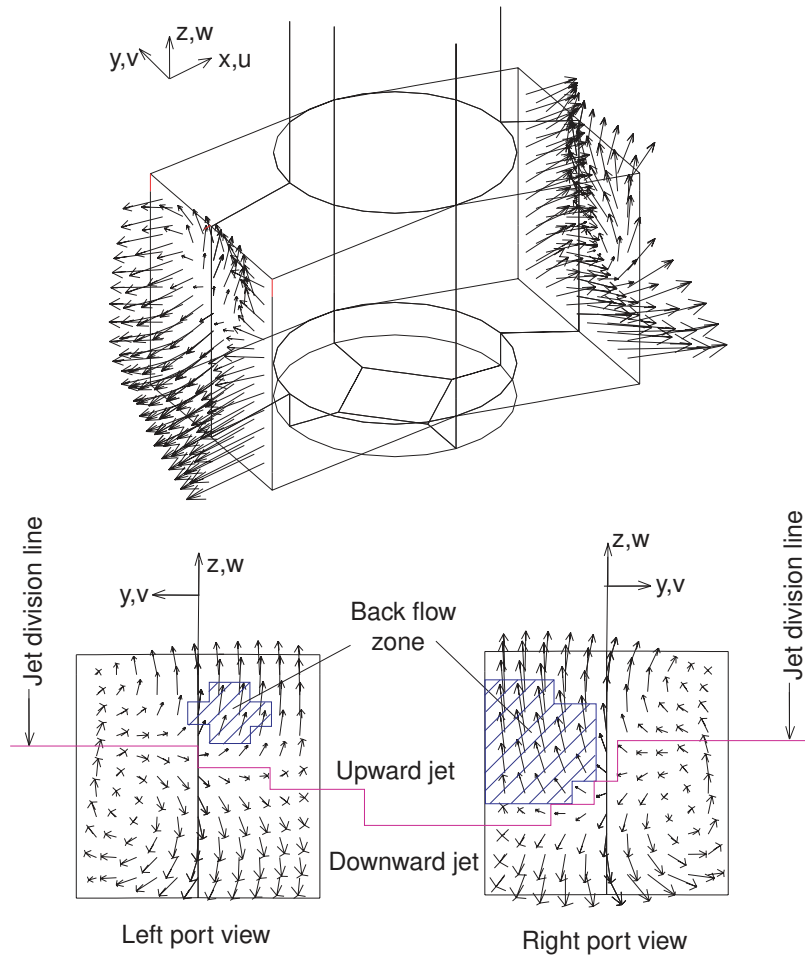 z,w
y,v
x,u
Jet division line
z,w
y,v
Back flow
zone
z,w
y,v
Jet division line
Upward jet
Downward jet
Left port view
Right port view